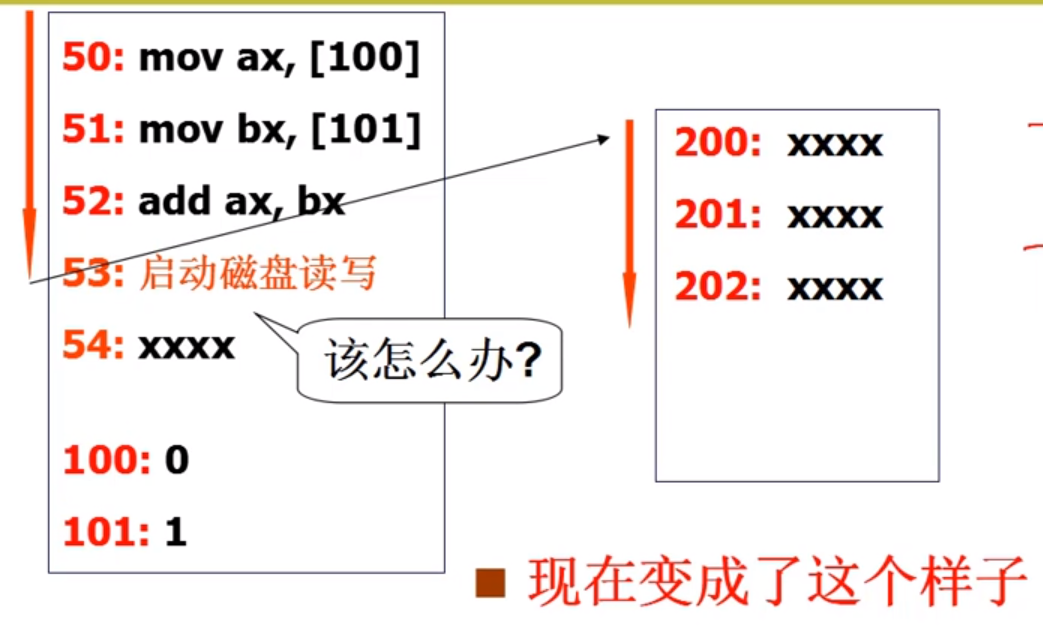 50: mov ax, [100]
51: mov bx, [101]
52: add ax, bx
53: 启动磁盘读写
54: xxxx
该怎么办?
100: 0
101: 1
200: xxxx
201: xxxx
202: xxxx
■ 现在变成了这个样子